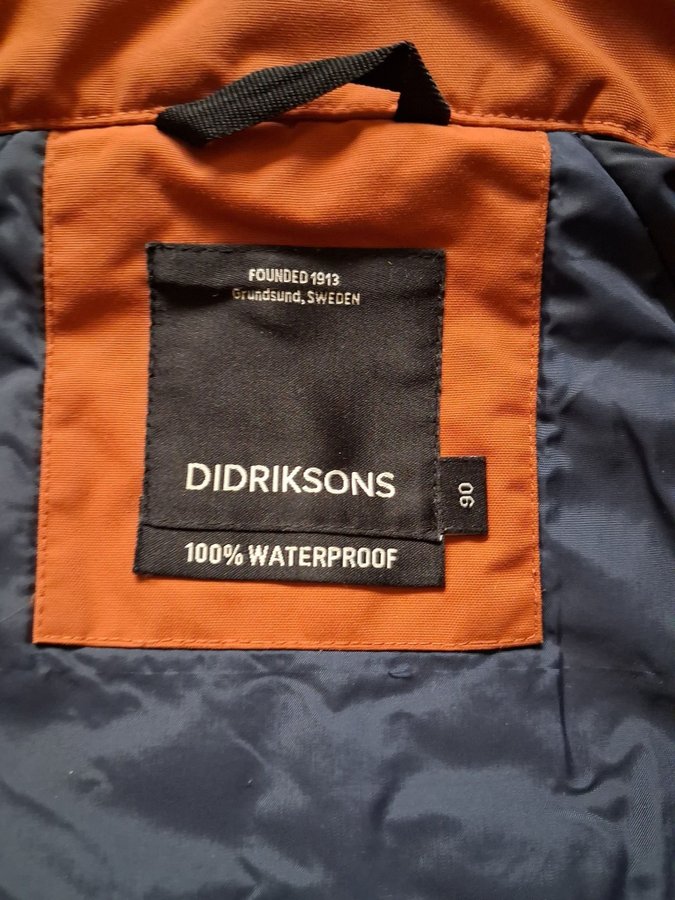 FOUNDED 1913
Grundsund, SWEDEN
DIDRIKSONS
90
100% WATERPROOF